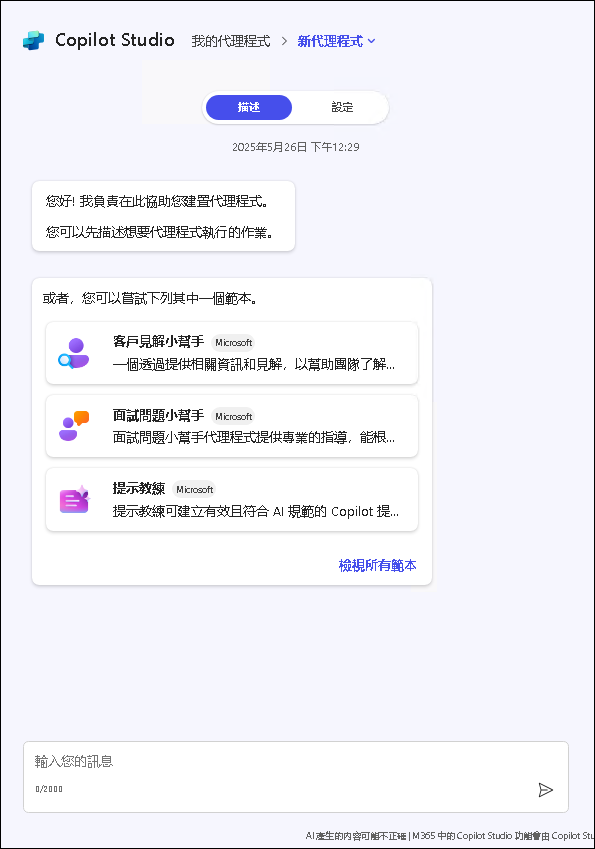 Copilot Studio 我的代理程式 > 新代理程式
描述 設定
2025年5月26日 下午12:29
您好! 我負責在此協助您建置代理程式。
您可以先描述想要代理程式執行的作業。
或者，您可以嘗試下列其中一個範本。
客戶見解小幫手 Microsoft
一個透過提供相關資訊和見解，以幫助團隊了解...
面試問題小幫手 Microsoft
面試問題小幫手代理程式提供專業的指導，能根...
提示教練 Microsoft
提示教練可建立有效且符合 AI 規範的 Copilot 提...
檢視所有範本
輸入您的訊息
0/2000
AI 產生的內容可能不正確 | M365 中的 Copilot Studio 功能會由 Copilot Stu